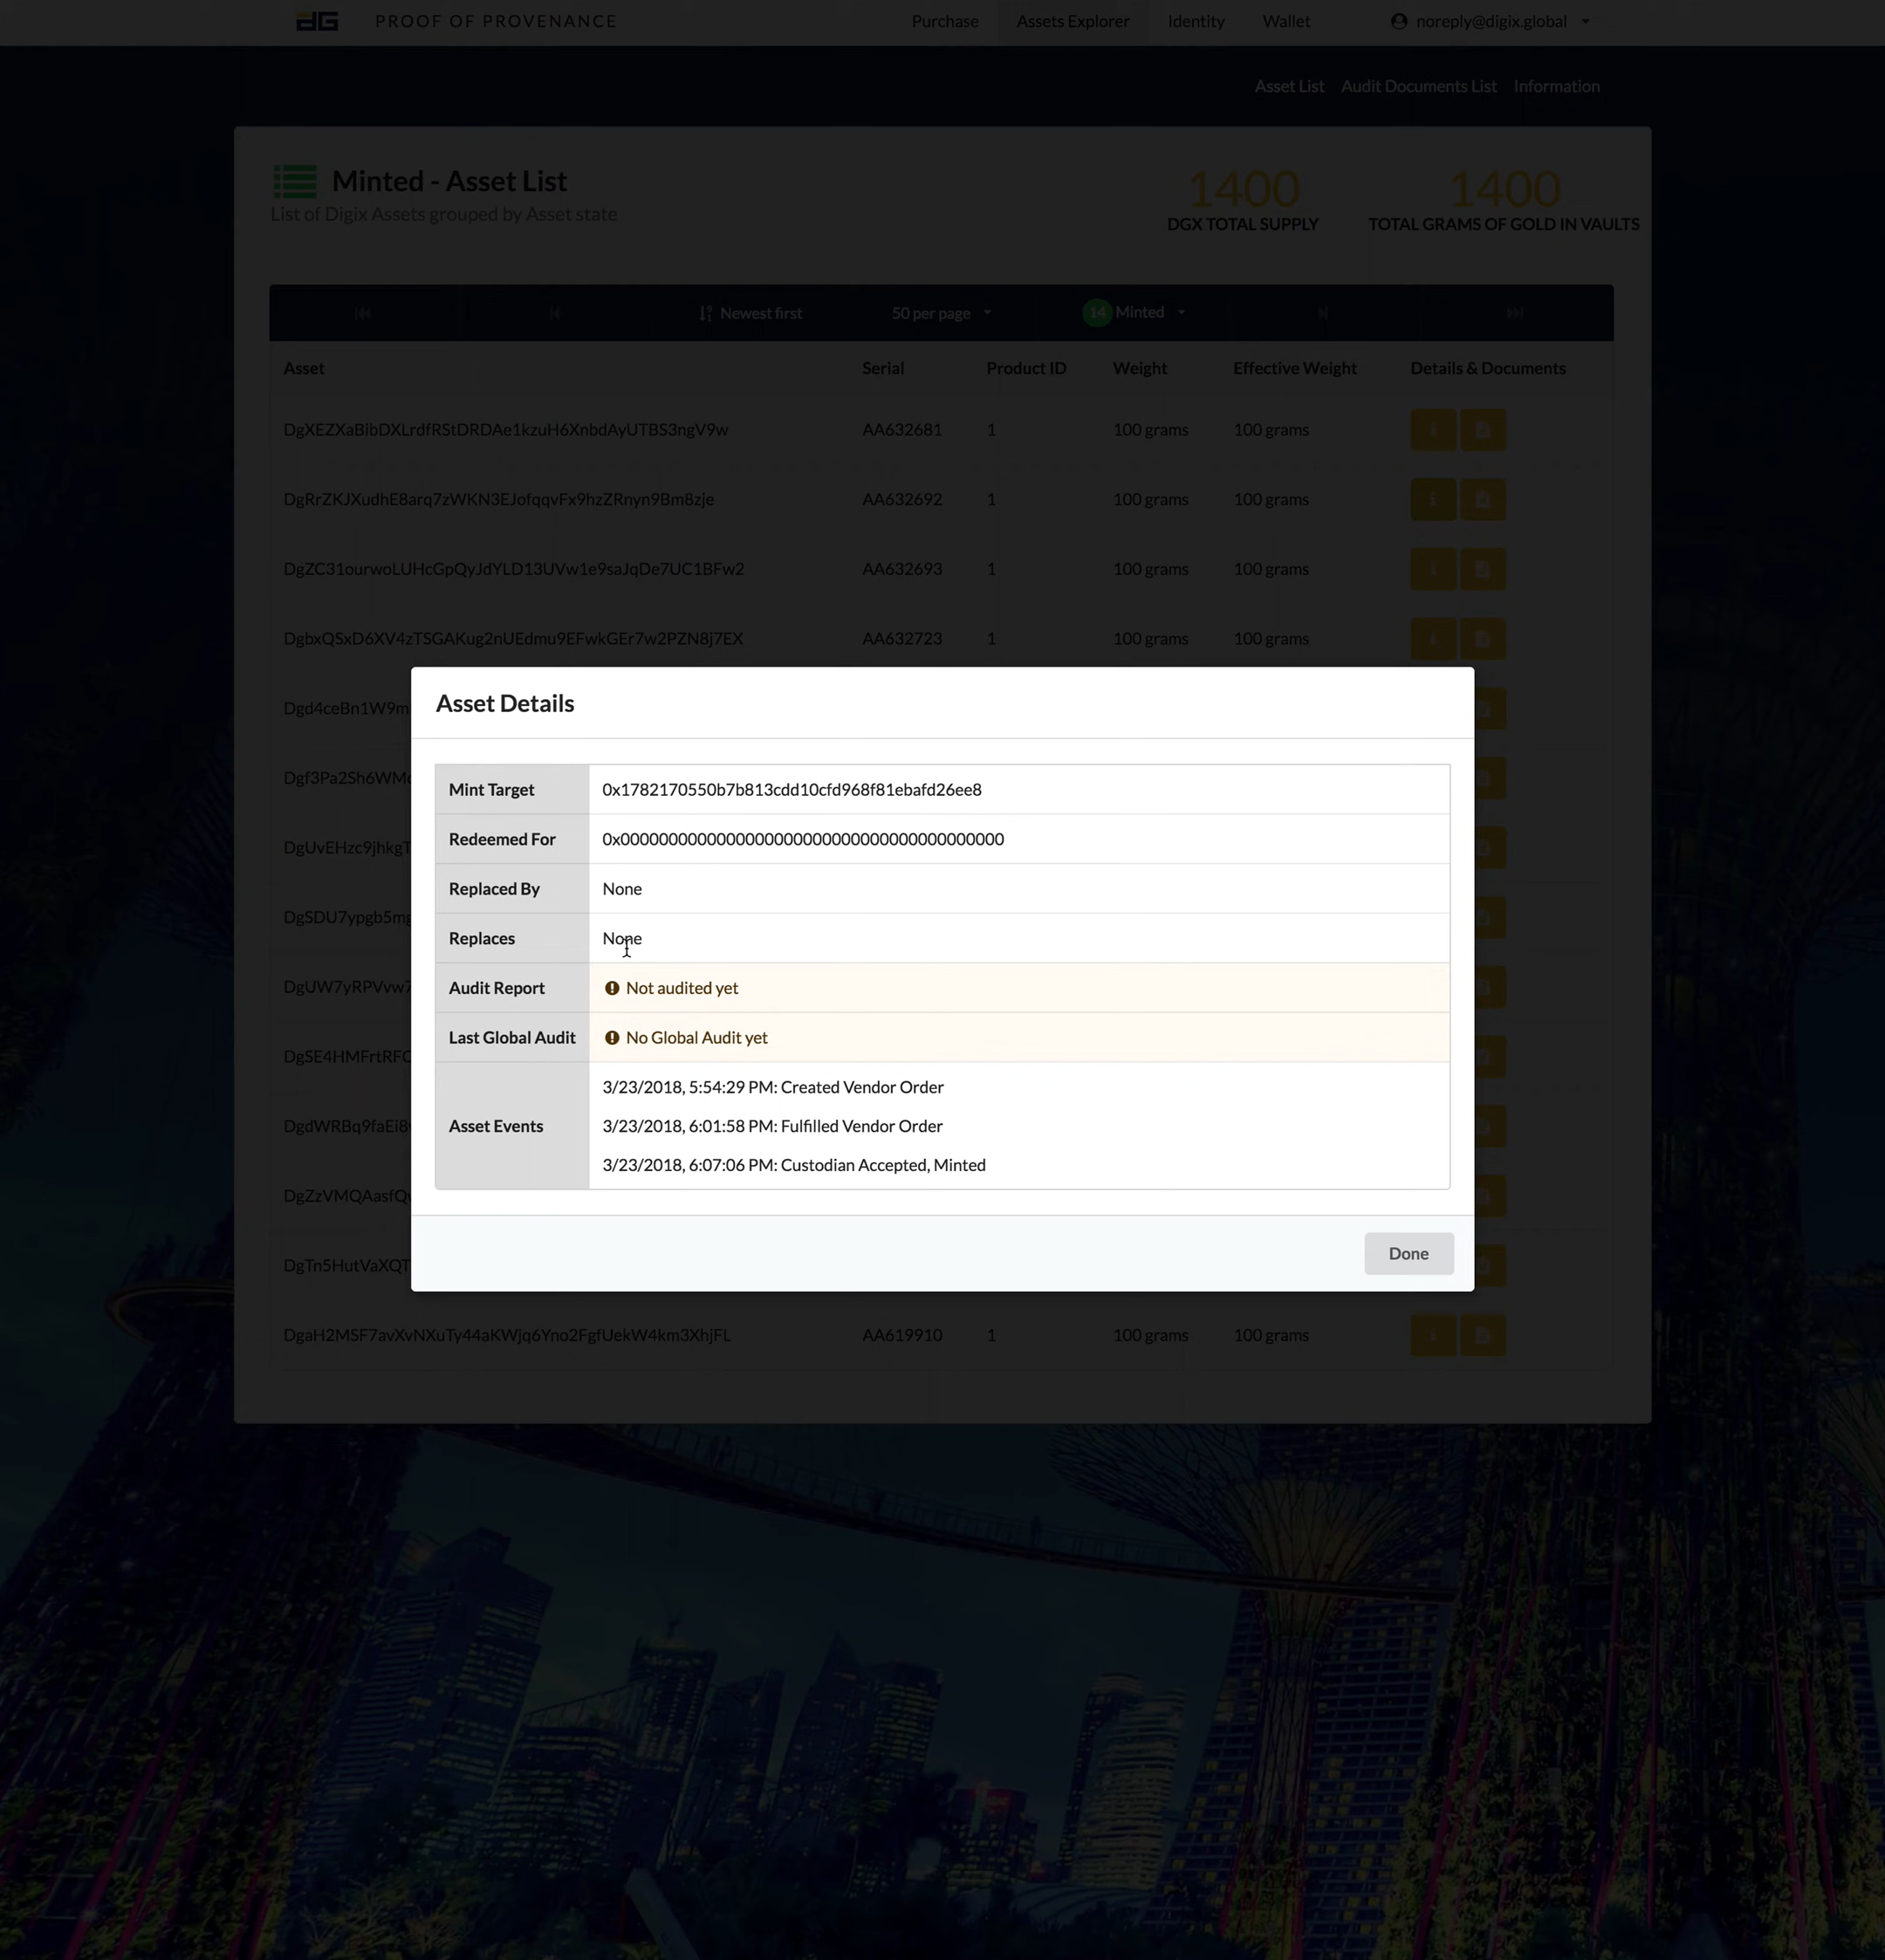 dG PROOF OF PROVENANCE Purchase Assets Explorer Identity Wallet noreply@digix.global
Asset List Audit Documents List Information
Minted - Asset List
List of Digix Assets grouped by Asset state
1400
DGX TOTAL SUPPLY
1400
TOTAL GRAMS OF GOLD IN VAULTS
Newest first 50 per page 14 Minted
Asset Serial Product ID Weight Effective Weight Details & Documents
DgXEZXaBibDXLrdfRStDRDAe1kzuH6XnbdAyUTBS3ngV9w AA632681 1 100 grams 100 grams
DgRrZKJXudhE8arq7zWKN3EJofqqvFx9hzZRnyn9Bm8zje AA632692 1 100 grams 100 grams
DgZC31ourwoLUHcGpQyJdYLD13UVw1e9saJqDe7UC1BFw2 AA632693 1 100 grams 100 grams
DgbxQSxD6XV4zTSGAKug2nUEdmu9EFwkGEr7w2PZN8j7EX AA632723 1 100 grams 100 grams
Dgd4ceBn1W9m
Dgf3Pa2Sh6WM
DgUvEHzc9jhkgT
DgSDU7ypgb5mg
DgUW7yRPVvw7
DgSE4HMFrtRFC
DgdWRBq9faEi8
DgZzVMQAasfQ
DgTn5HutVaXQT
DgaH2MSF7avXvNXuTy44aKWjq6Yno2FgfUekW4km3XhjFL AA619910 1 100 grams 100 grams
Asset Details
Mint Target 0x1782170550b7b813cdd10cfd968f81ebafd26ee8
Redeemed For 0x0000000000000000000000000000000000000000
Replaced By None
Replaces None
Audit Report Not audited yet
Last Global Audit No Global Audit yet
Asset Events
3/23/2018, 5:54:29 PM: Created Vendor Order
3/23/2018, 6:01:58 PM: Fulfilled Vendor Order
3/23/2018, 6:07:06 PM: Custodian Accepted, Minted
Done